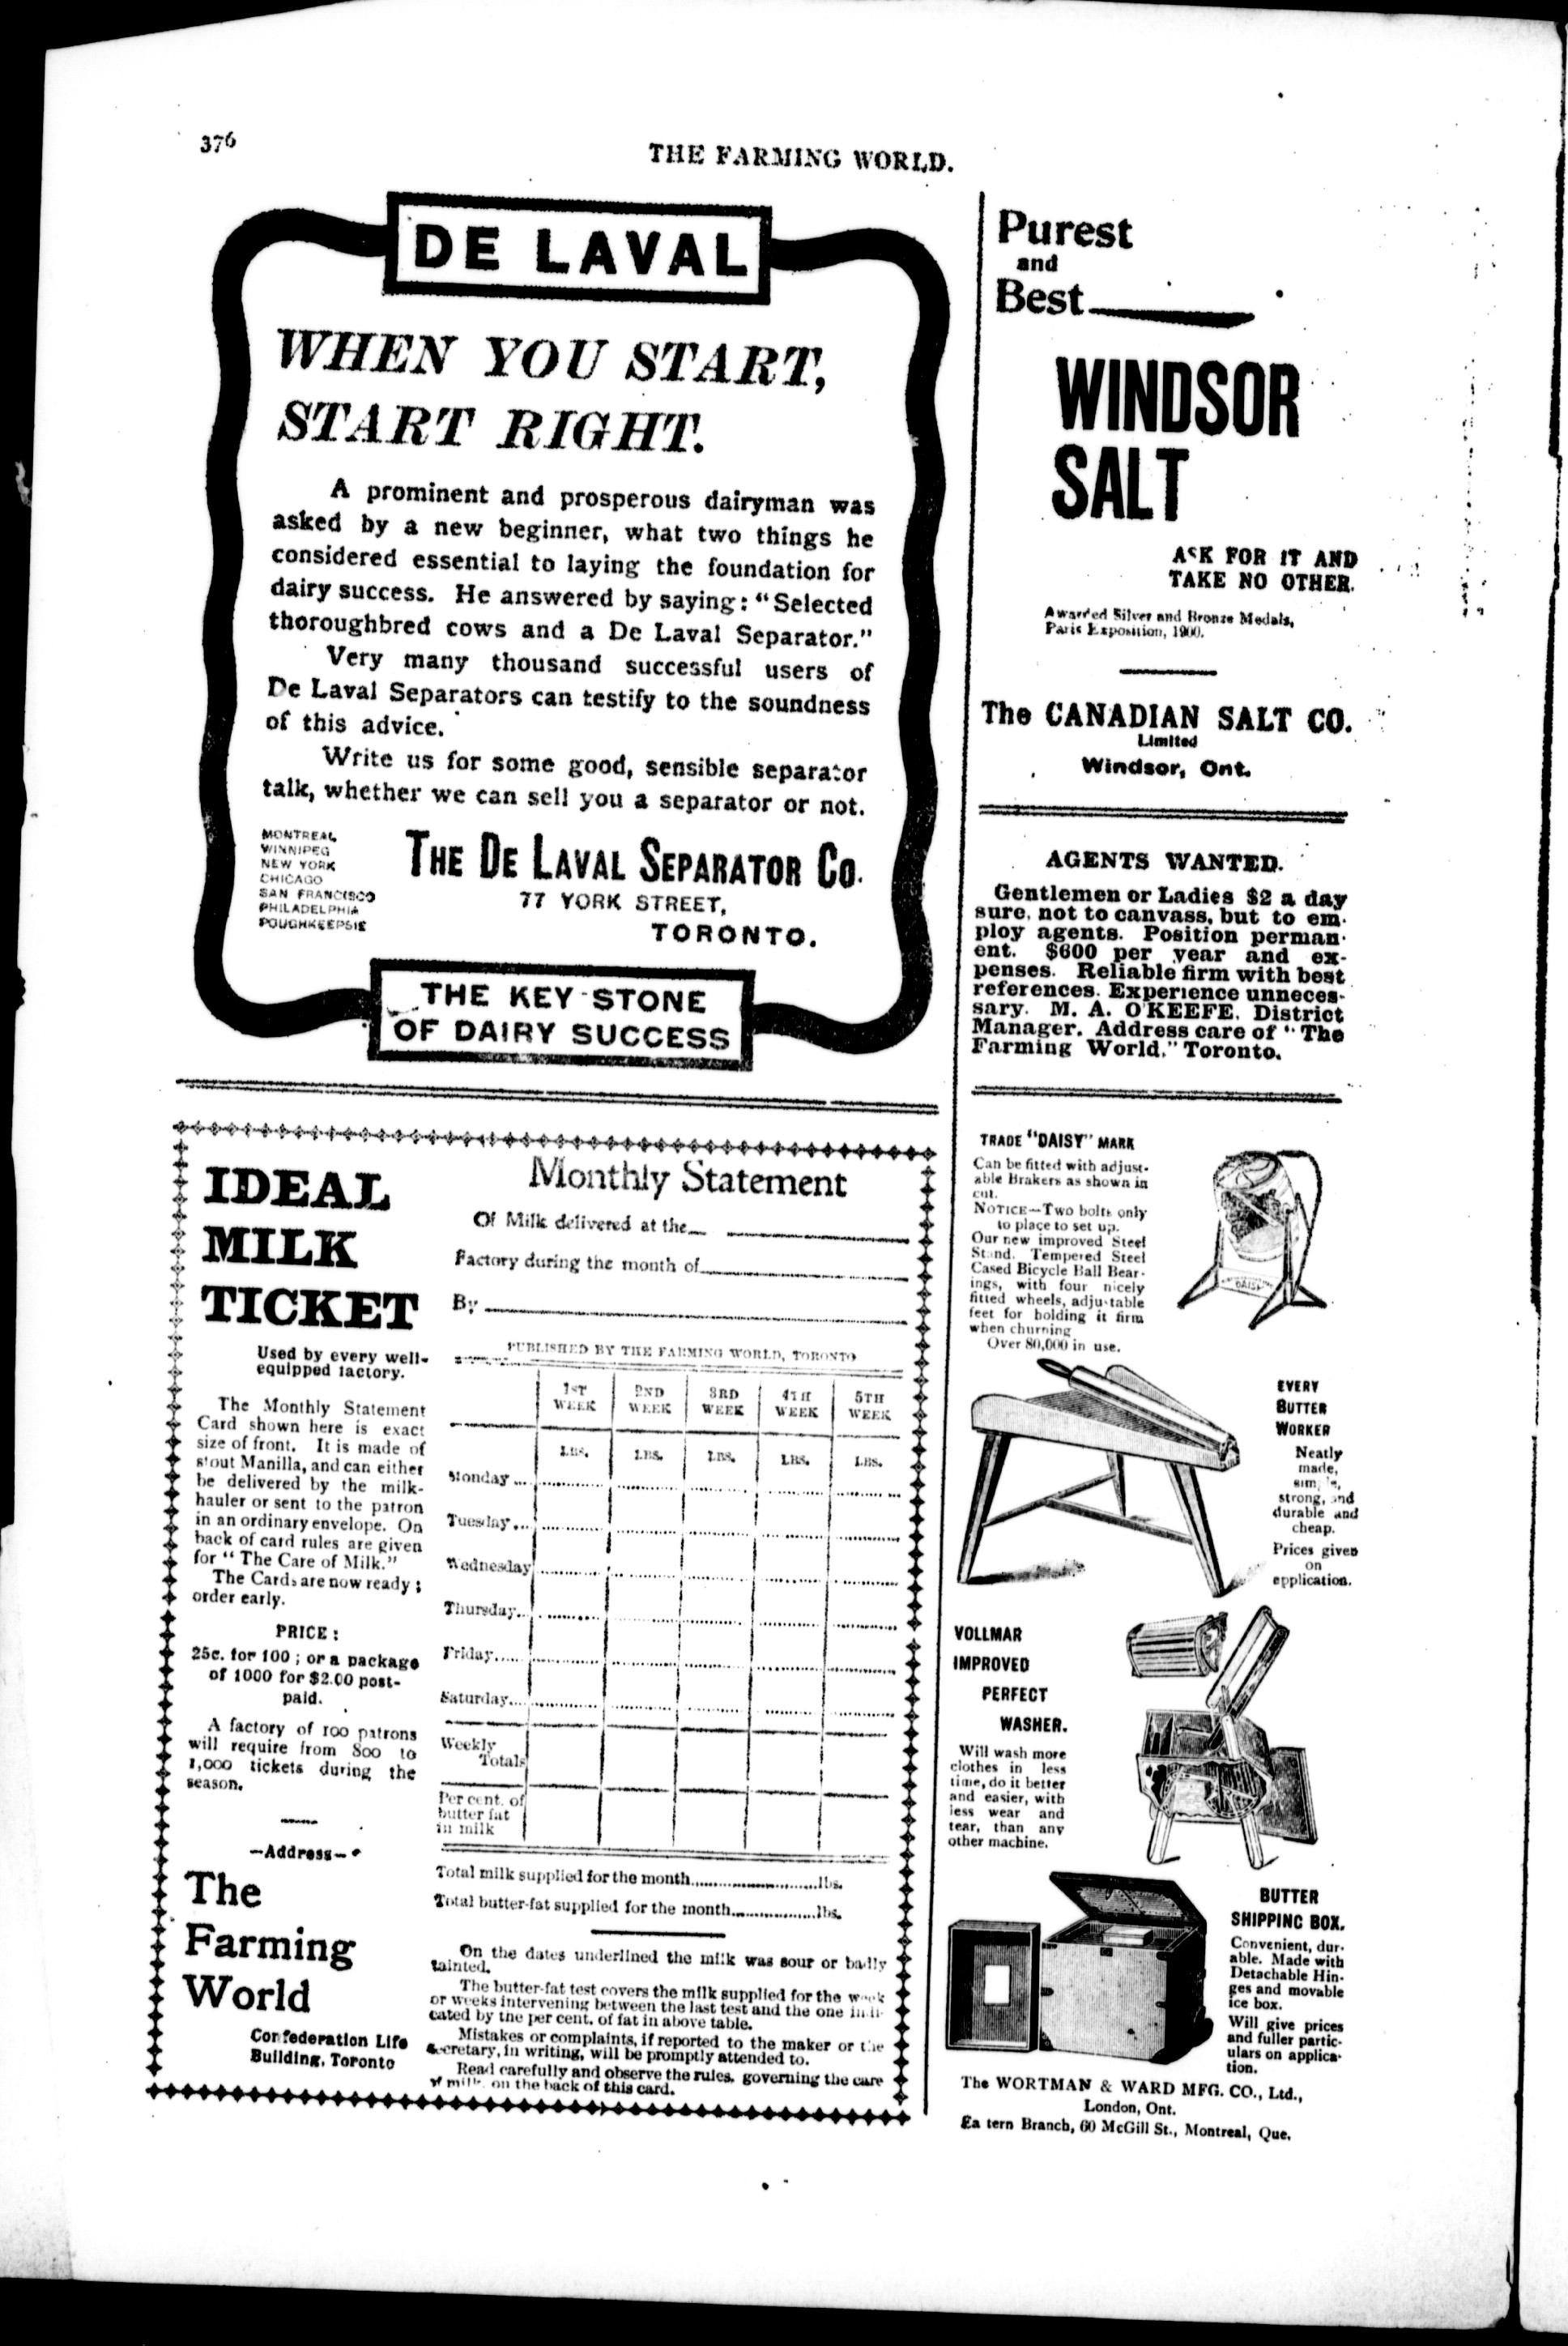 376
THE FARMING WORLD.
DE LAVAL
WHEN YOU START,
START RIGHT.
A prominent and prosperous dairyman was
asked by a new beginner, what two things he
considered essential to laying the foundation for
dairy success. He answered by saying: "Selected
thoroughbred cows and a De Laval Separator."
Very many thousand successful users of
De Laval Separators can testify to the soundness
of this advice.
Write us for some good, sensible separator
talk, whether we can sell you a separator or not.
MONTREAL
WINNIPEG
NEW YORK
CHICAGO
SAN FRANCISCO
PHILADELPHIA
POUGHKEEPSIE
THE DE LAVAL SEPARATOR CO.
77 YORK STREET,
TORONTO.
THE KEY-STONE
OF DAIRY SUCCESS
IDEAL
MILK
TICKET
Used by every well-
equipped factory.
The Monthly Statement
Card shown here is exact
size of front. It is made of
stout Manilla, and can either
be delivered by the milk-
hauler or sent to the patron
in an ordinary envelope. On
back of card rules are given
for "The Care of Milk."
The Cards are now ready;
order early.
PRICE:
25c. for 100; or a package
of 1000 for $2.00 post-
paid.
A factory of 100 patrons
will require from 800 to
1,000 tickets during the
season.
—Address—
The
Farming
World
Confederation Life
Building, Toronto
Monthly Statement
Of Milk delivered at the
Factory during the month of
By
PUBLISHED BY THE FARMING WORLD, TORONTO
1ST WEEK 2ND WEEK 3RD WEEK 4TH WEEK 5TH WEEK
LBS. LBS. LBS. LBS. LBS.
Monday...
Tuesday...
Wednesday
Thursday..
Friday.....
Saturday...
Weekly
Totals
Per cent. of
butter fat
in milk
Total milk supplied for the month..........lbs.
Total butter-fat supplied for the month..........lbs.
On the dates underlined the milk was sour or badly
tainted.
The butter-fat test covers the milk supplied for the week
or weeks intervening between the last test and the one indi-
cated by the per cent. of fat in above table.
Mistakes or complaints, if reported to the maker or the
secretary, in writing, will be promptly attended to.
Read carefully and observe the rules, governing the care
of milk on the back of this card.
Purest
and
Best
WINDSOR
SALT
ASK FOR IT AND
TAKE NO OTHER.
Awarded Silver and Bronze Medals,
Paris Exposition, 1900.
The CANADIAN SALT CO.
Limited
Windsor, Ont.
AGENTS WANTED.
Gentlemen or Ladies $2 a day
sure, not to canvass, but to em-
ploy agents. Position perman-
ent. $600 per year and ex-
penses. Reliable firm with best
references. Experience unneces-
sary. M. A. O'KEEFE, District
Manager. Address care of "The
Farming World," Toronto.
TRADE "DAISY" MARK
Can be fitted with adjust-
able Brakers as shown in
cut.
NOTICE—Two bolts only
to place to set up.
Our new improved Steel
Stand. Tempered Steel
Cased Bicycle Ball Bear-
ings, with four nicely
fitted wheels, adjustable
feet for holding it firm
when churning
Over 80,000 in use.
DAISY
EVERY
BUTTER
WORKER
Neatly
made,
simple,
strong, and
durable and
cheap.
Prices given
on
application.
VOLLMAR
IMPROVED
PERFECT
WASHER.
Will wash more
clothes in less
time, do it better
and easier, with
less wear and
tear, than any
other machine.
BUTTER
SHIPPING BOX.
Convenient, dur-
able. Made with
Detachable Hin-
ges and movable
ice box.
Will give prices
and fuller partic-
ulars on applica-
tion.
The WORTMAN & WARD MFG. CO., Ltd.,
London, Ont.
Eastern Branch, 60 McGill St., Montreal, Que.